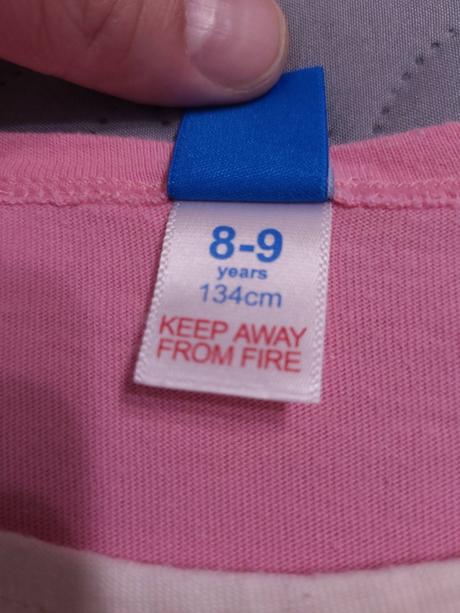 8-9
years
134cm
KEEP AWAY
FROM FIRE